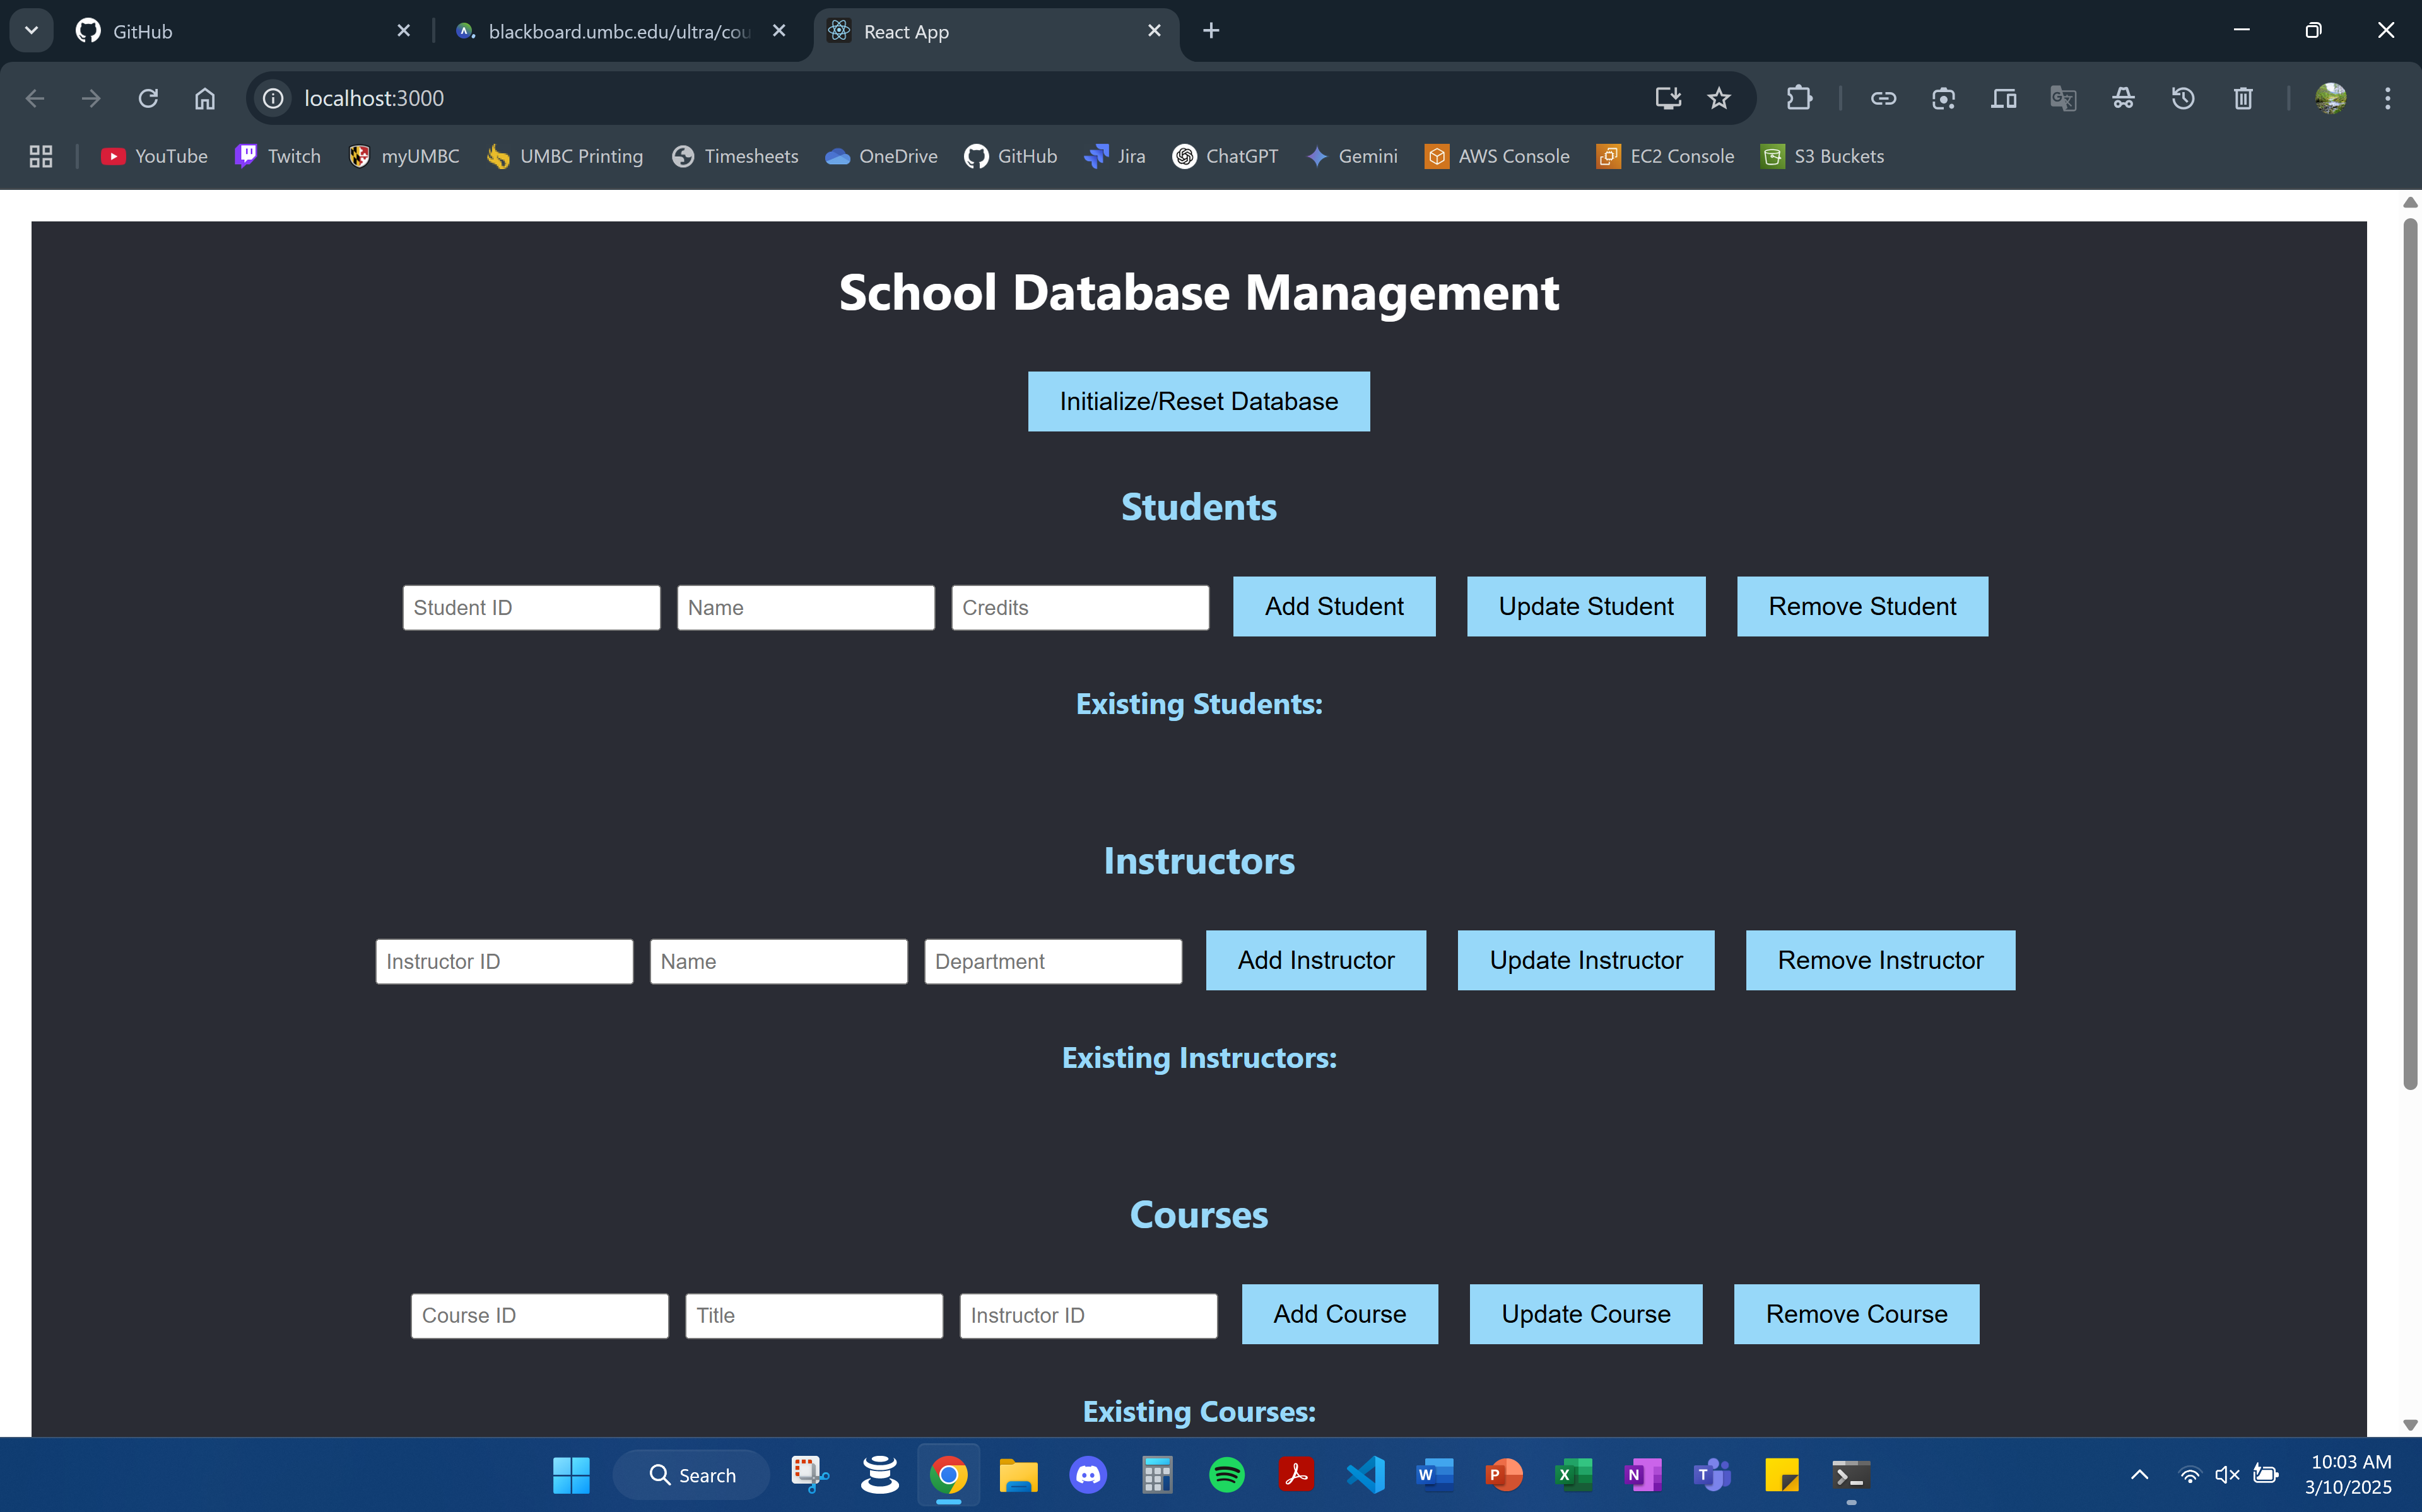 GitHub
blackboard.umbc.edu/ultra/cou
React App
localhost:3000
YouTube
Twitch
myUMBC
UMBC Printing
Timesheets
OneDrive
GitHub
Jira
ChatGPT
Gemini
AWS Console
EC2 Console
S3 Buckets
School Database Management
Initialize/Reset Database
Students
Student ID
Name
Credits
Add Student
Update Student
Remove Student
Existing Students:
Instructors
Instructor ID
Name
Department
Add Instructor
Update Instructor
Remove Instructor
Existing Instructors:
Courses
Course ID
Title
Instructor ID
Add Course
Update Course
Remove Course
Existing Courses:
Search
10:03 AM
3/10/2025